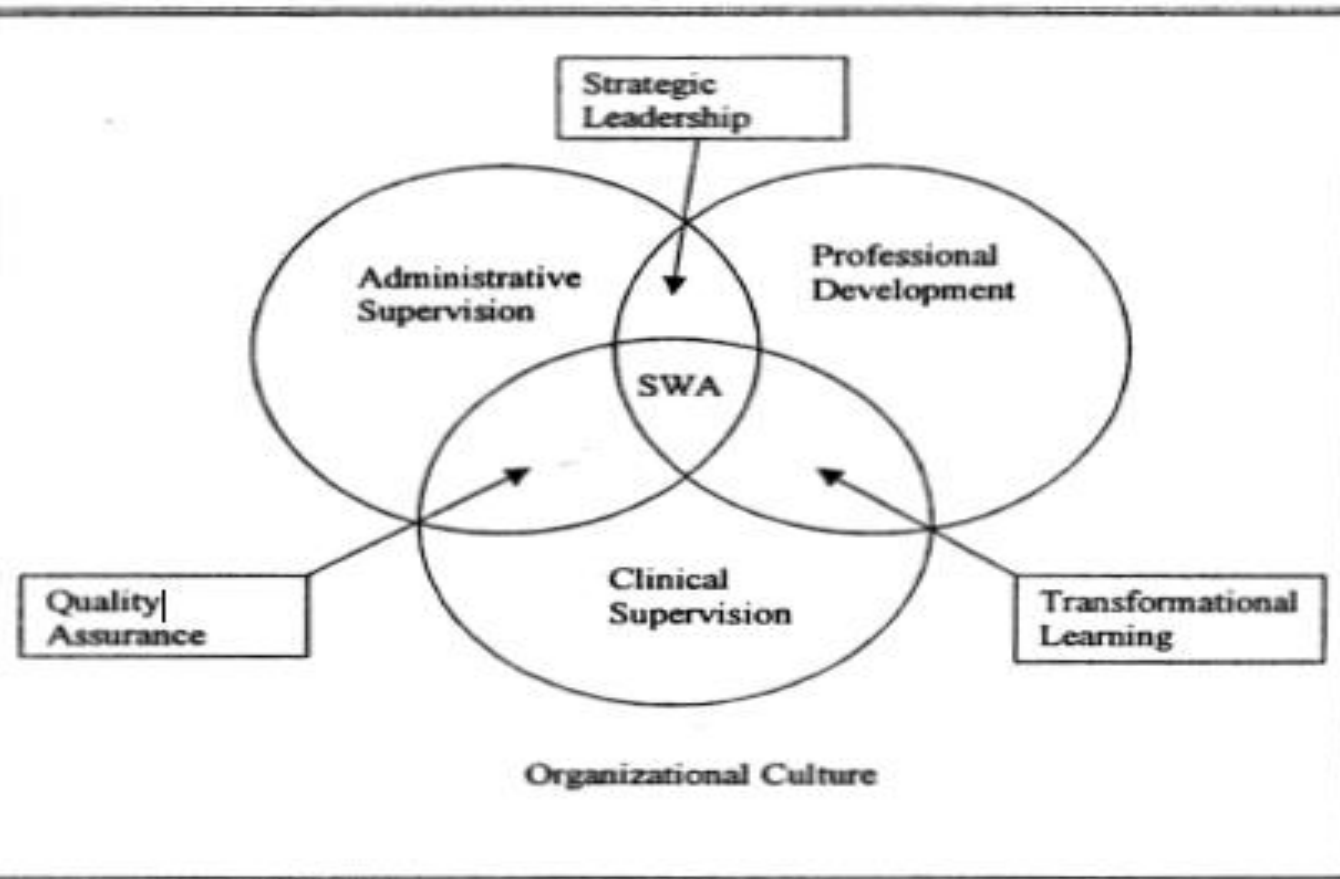 Strategic
Leadership
Administrative
Supervision
Professional
Development
SWA
Quality
Assurance
Clinical
Supervision
Transformational
Learning
Organizational Culture